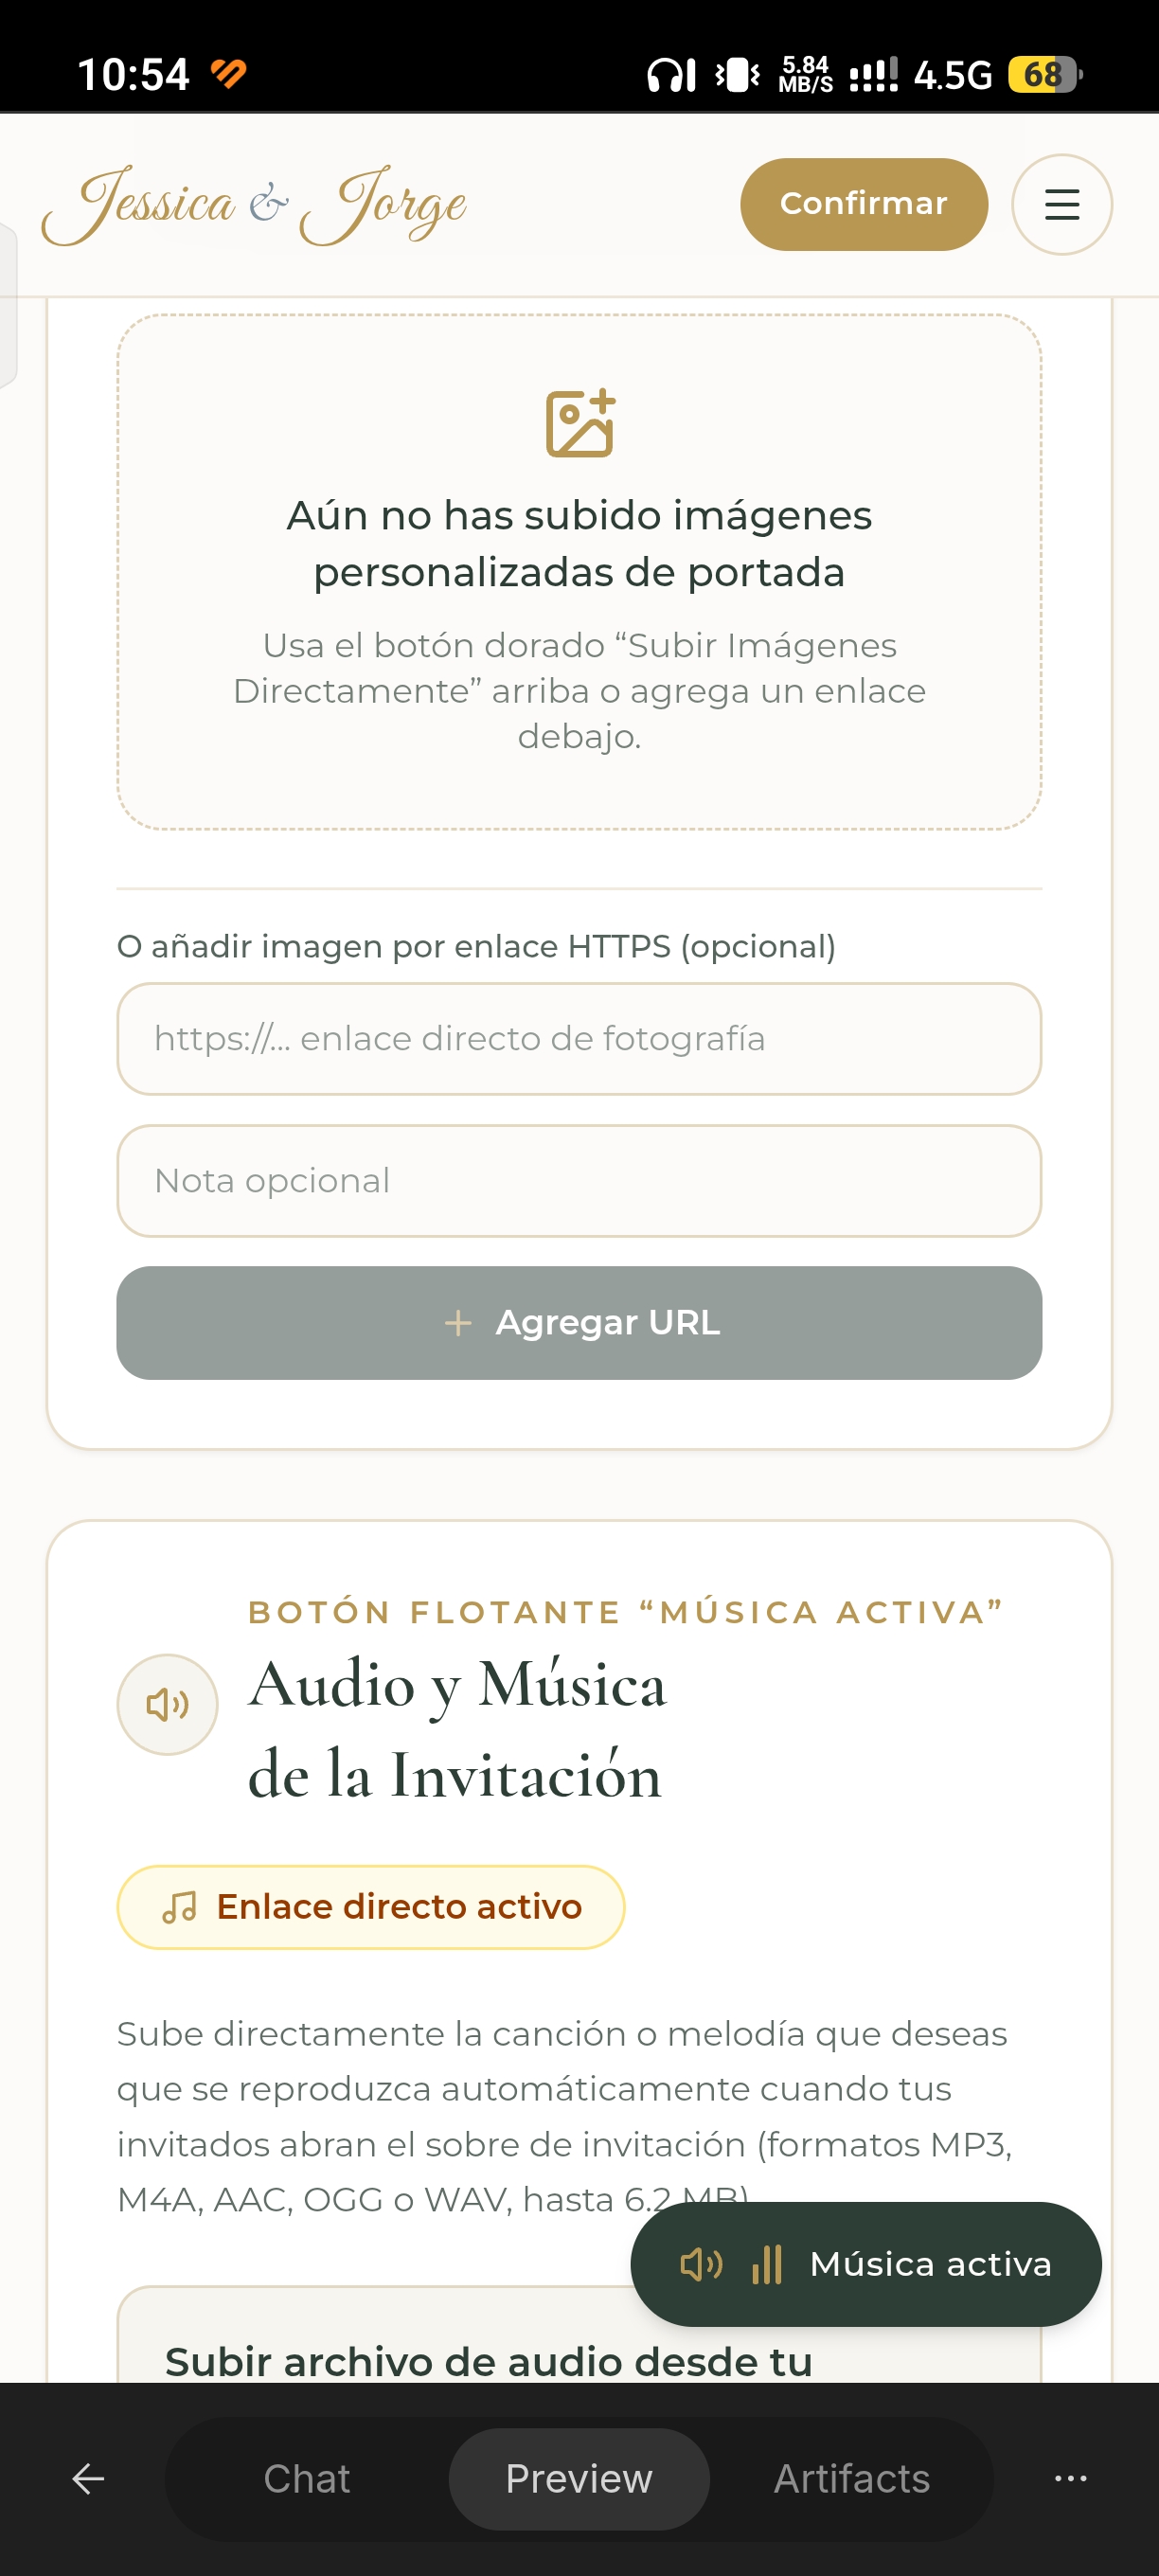 10:54
5.84
MB/S
4.5G
68
Jessica & Jorge
Confirmar
Aún no has subido imágenes
personalizadas de portada
Usa el botón dorado “Subir Imágenes
Directamente” arriba o agrega un enlace
debajo.
O añadir imagen por enlace HTTPS (opcional)
https://... enlace directo de fotografía
Nota opcional
+ Agregar URL
BOTÓN FLOTANTE “MÚSICA ACTIVA”
Audio y Música
de la Invitación
Enlace directo activo
Sube directamente la canción o melodía que deseas
que se reproduzca automáticamente cuando tus
invitados abran el sobre de invitación (formatos MP3,
M4A, AAC, OGG o WAV, hasta 6.2 MB)
Música activa
Subir archivo de audio desde tu
Chat
Preview
Artifacts